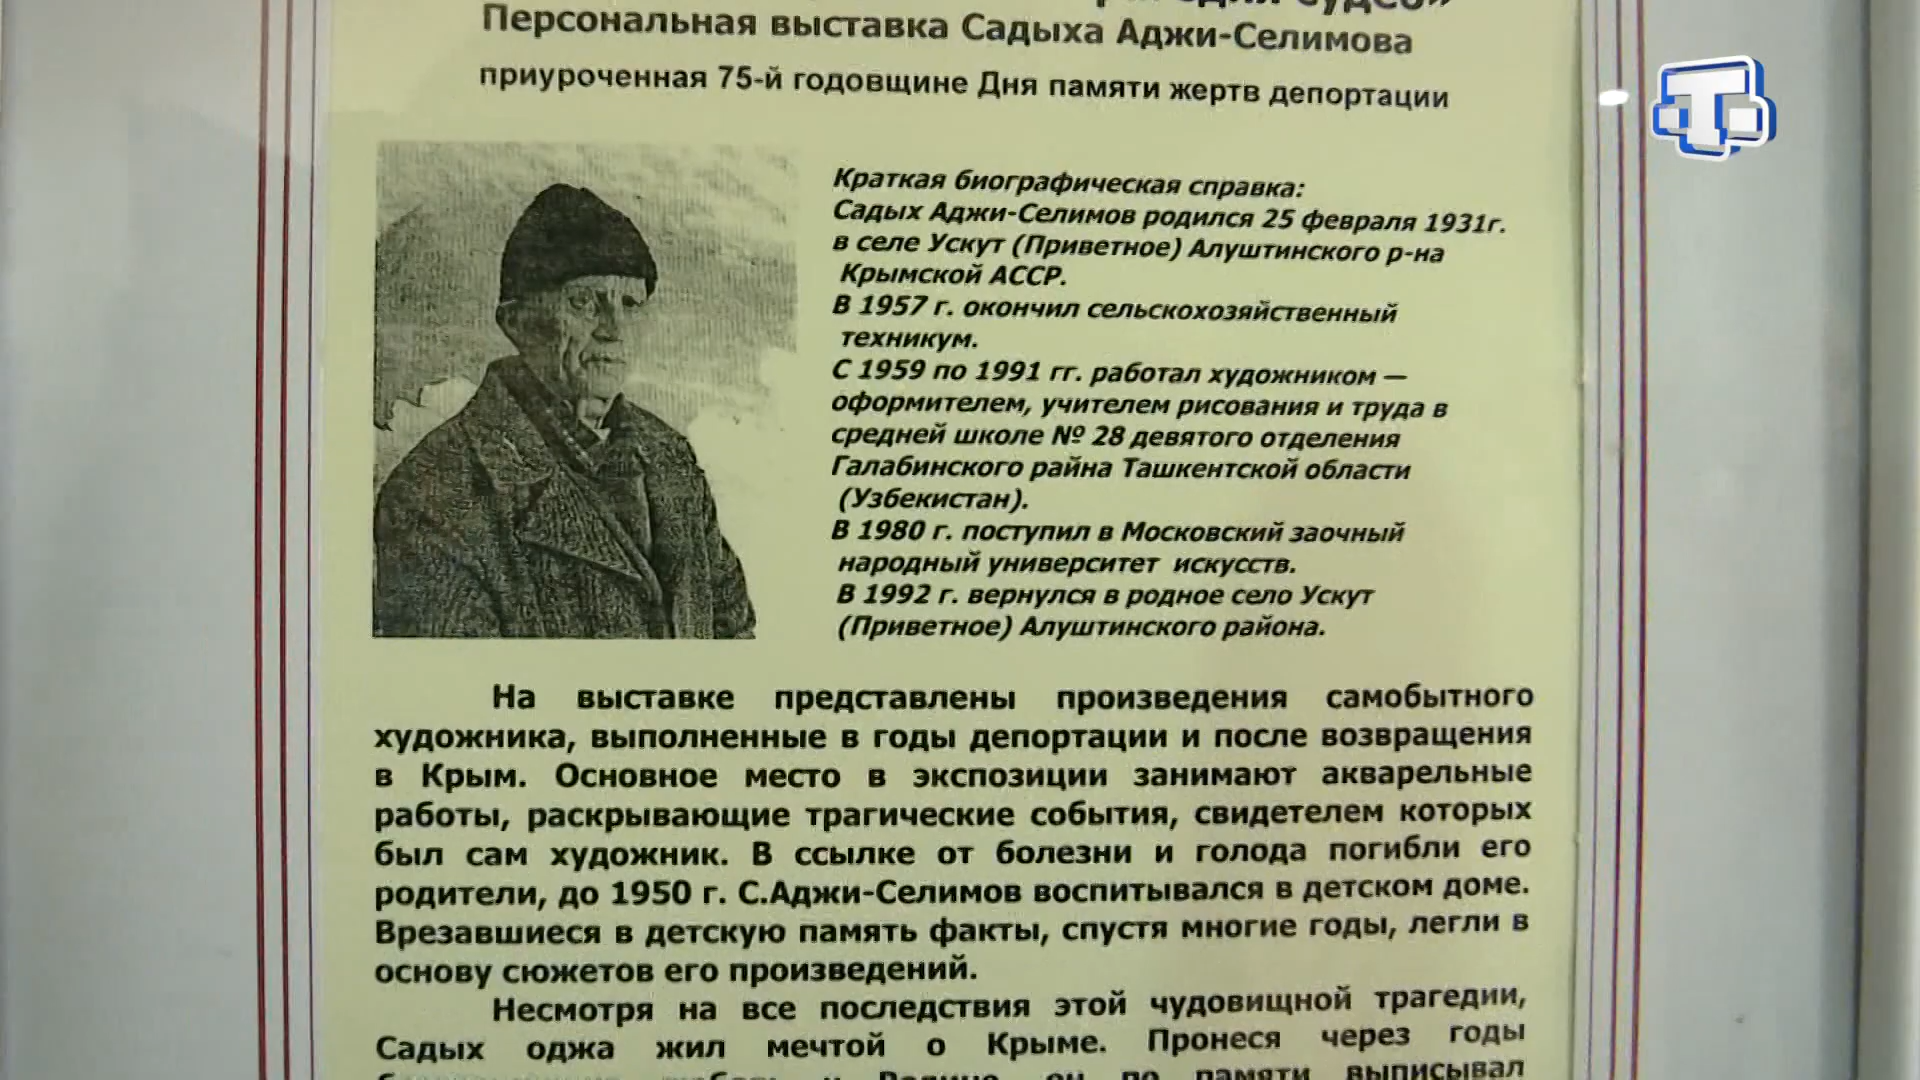 Персональная выставка Садыха Аджи-Селимова
приуроченная 75-й годовщине Дня памяти жертв депортации
Т
Краткая биографическая справка:
Садых Аджи-Селимов родился 25 февраля 1931г.
в селе Ускут (Приветное) Алуштинского р-на
Крымской АССР.
В 1957 г. окончил сельскохозяйственный
техникум.
С 1959 по 1991 гг. работал художником —
оформителем, учителем рисования и труда в
средней школе № 28 девятого отделения
Галабинского райна Ташкентской области
(Узбекистан).
В 1980 г. поступил в Московский заочный
народный университет искусств.
В 1992 г. вернулся в родное село Ускут
(Приветное) Алуштинского района.
На выставке представлены произведения самобытного
художника, выполненные в годы депортации и после возвращения
в Крым. Основное место в экспозиции занимают акварельные
работы, раскрывающие трагические события, свидетелем которых
был сам художник. В ссылке от болезни и голода погибли его
родители, до 1950 г. С.Аджи-Селимов воспитывался в детском доме.
Врезавшиеся в детскую память факты, спустя многие годы, легли в
основу сюжетов его произведений.
Несмотря на все последствия этой чудовищной трагедии,
Садых оджа жил мечтой о Крыме. Пронеся через годы
он по памяти выписывал